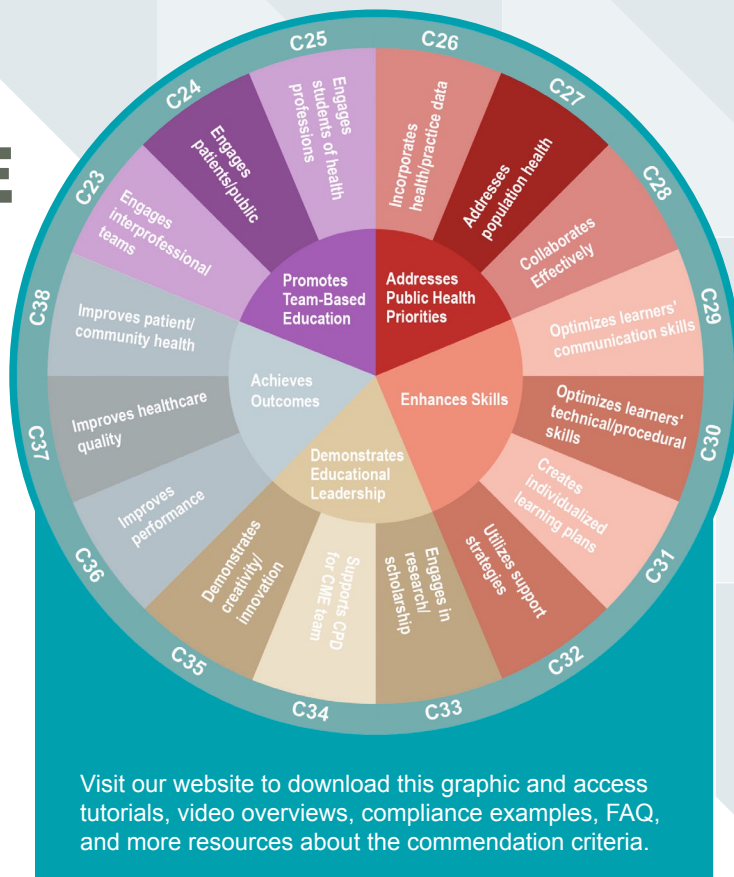 E
C23
C24
C25
C26
C27
C28
C29
C30
C31
C32
C33
C34
C35
C36
C37
C38
Engages
interprofessional
teams
Engages
patients/public
Engages
students of health
professions
Incorporates
health/practice data
Addresses
population health
Collaborates
Effectively
Optimizes learners'
communication skills
Optimizes learners'
technical/procedural
skills
Creates
individualized
learning plans
Utilizes support
strategies
Engages in
research/
scholarship
Supports CPD
for CME team
Demonstrates
creativity/
innovation
Improves
performance
Improves healthcare
quality
Improves patient/
community health
Promotes
Team-Based
Education
Addresses
Public Health
Priorities
Enhances Skills
Demonstrates
Educational
Leadership
Achieves
Outcomes
Visit our website to download this graphic and access
tutorials, video overviews, compliance examples, FAQ,
and more resources about the commendation criteria.